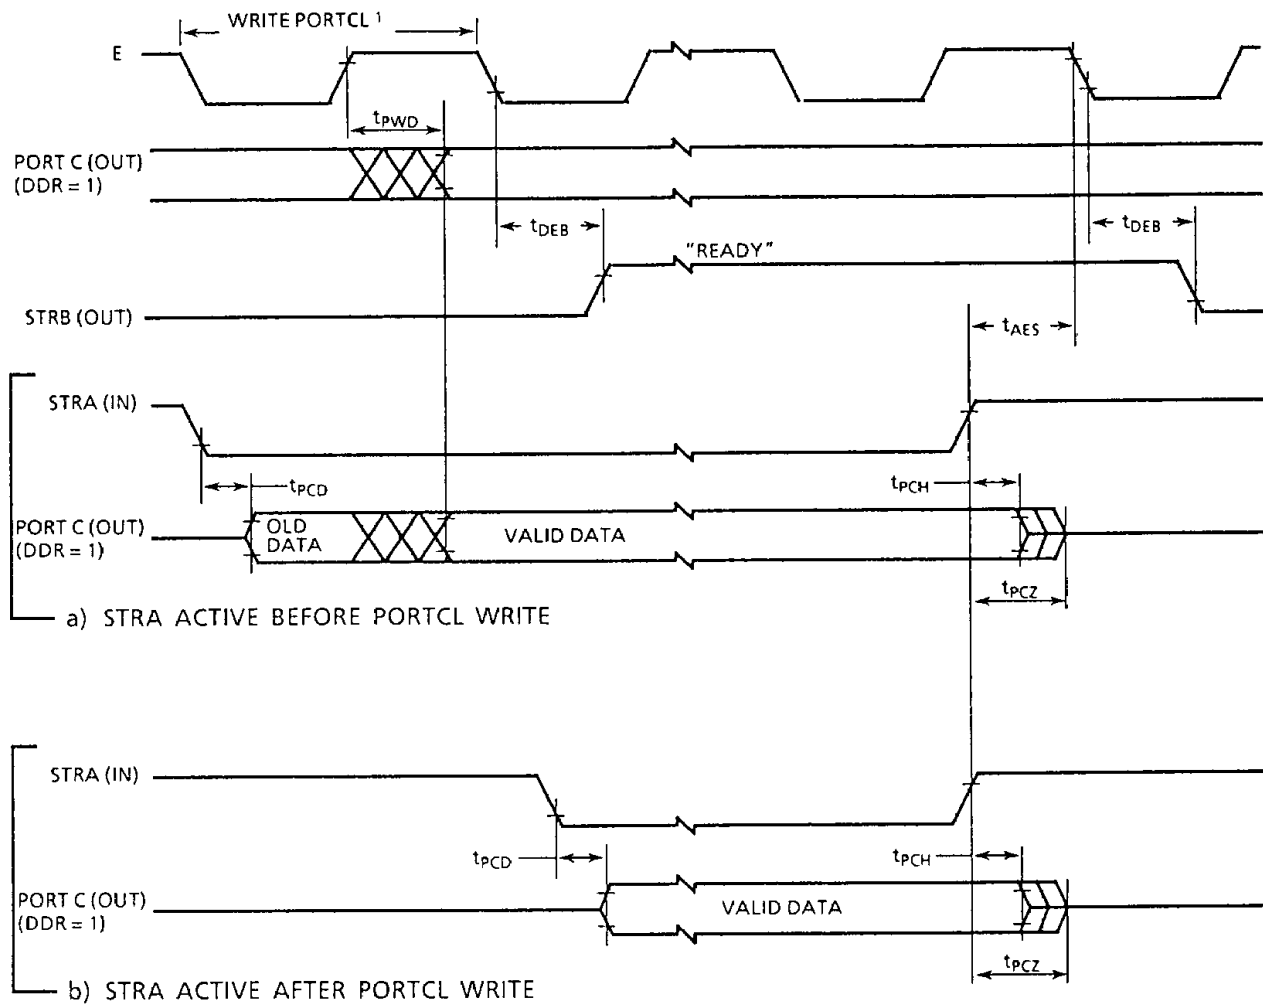 WRITE PORTCL 1
E
tPWD
PORT C (OUT)
(DDR = 1)
tDEB
tDEB
"READY"
STRB (OUT)
tAES
STRA (IN)
tPCD
tPCH
PORT C (OUT)
(DDR = 1)
OLD
DATA
VALID DATA
tPCZ
a) STRA ACTIVE BEFORE PORTCL WRITE
STRA (IN)
tPCD
tPCH
PORT C (OUT)
(DDR = 1)
VALID DATA
tPCZ
b) STRA ACTIVE AFTER PORTCL WRITE